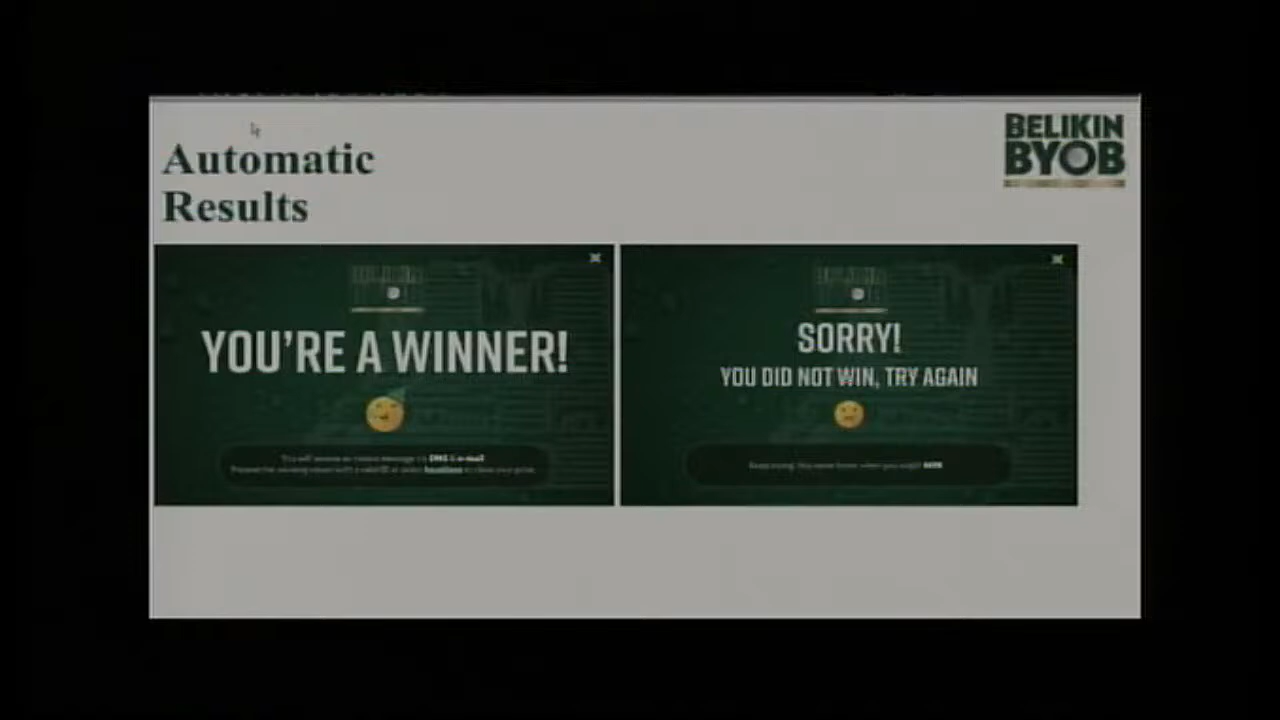 Automatic
Results
BELIKIN
BYOB
YOU'RE A WINNER!
SORRY!
YOU DID NOT WIN, TRY AGAIN